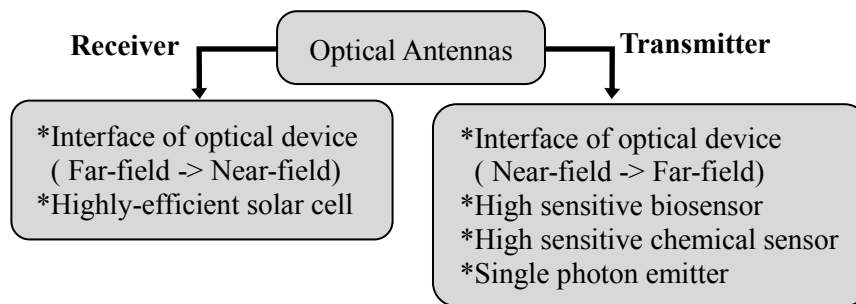 Receiver
Optical Antennas
Transmitter
*Interface of optical device
( Far-field -> Near-field)
*Highly-efficient solar cell
*Interface of optical device
( Near-field -> Far-field)
*High sensitive biosensor
*High sensitive chemical sensor
*Single photon emitter